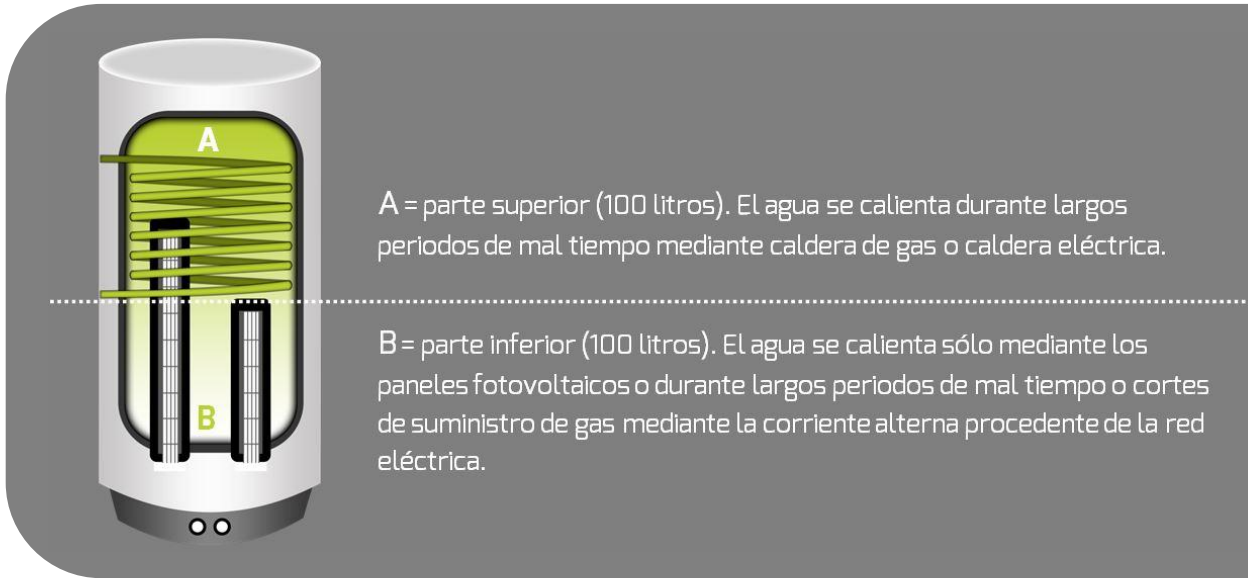 A
A = parte superior (100 litros). El agua se calienta durante largos
periodos de mal tiempo mediante caldera de gas o caldera eléctrica.
B = parte inferior (100 litros). El agua se calienta sólo mediante los
paneles fotovoltaicos o durante largos periodos de mal tiempo o cortes
de suministro de gas mediante la corriente alterna procedente de la red
eléctrica.
B